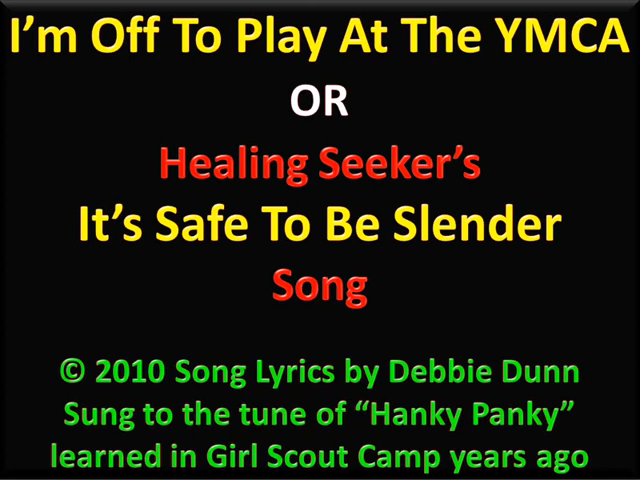 I'm Off To Play At The YMCA
OR
Healing Seeker's
It's Safe To Be Slender
Song
© 2010 Song Lyrics by Debbie Dunn
Sung to the tune of “Hanky Panky”
learned in Girl Scout Camp years ago